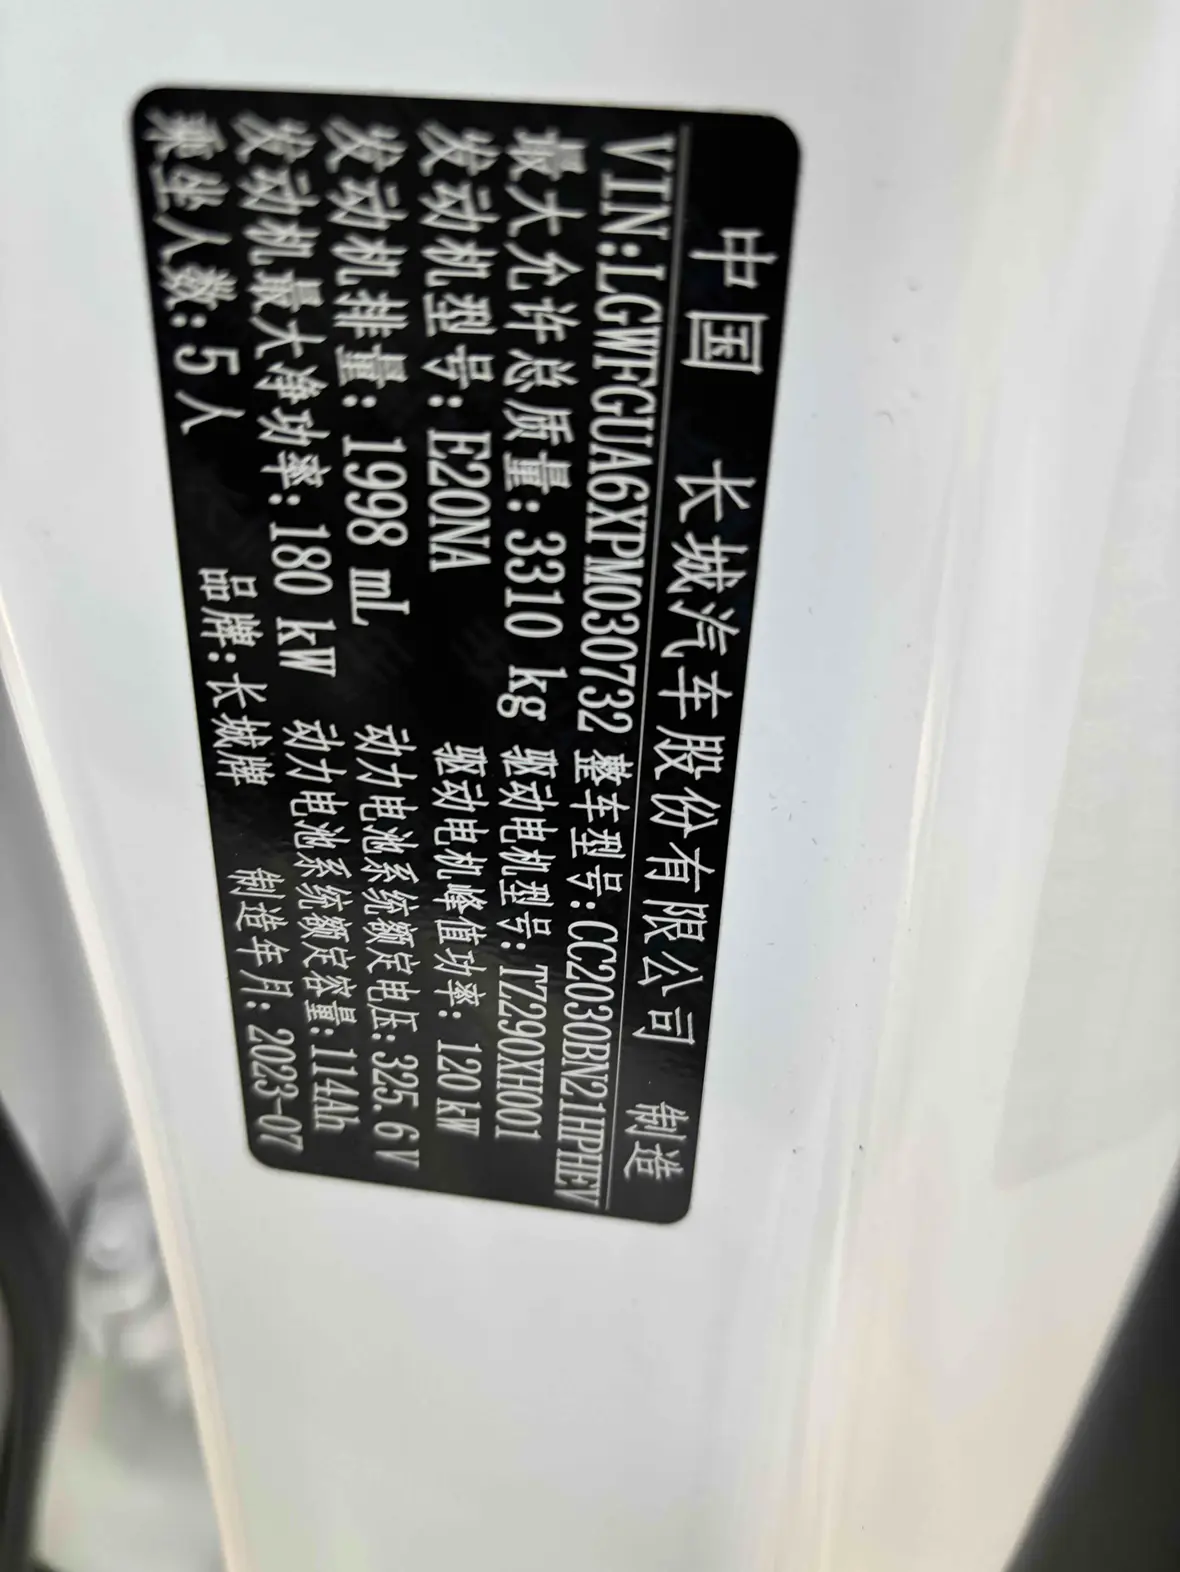 中国 长城汽车股份有限公司 制造
VIN:LGWFGUA6XPM030732 整车型号:CC2030BN21HPHEV
最大允许总质量: 3310 kg 驱动电机型号: TZ290XH001
发动机型号: E20NA 驱动电机峰值功率: 120 kW
发动机排量: 1998 mL 动力电池系统额定电压: 325.6V
发动机最大净功率: 180 kW 动力电池系统额定容量: 114Ah
乘坐人数: 5 人 品牌: 长城牌 制造年月: 2023-07